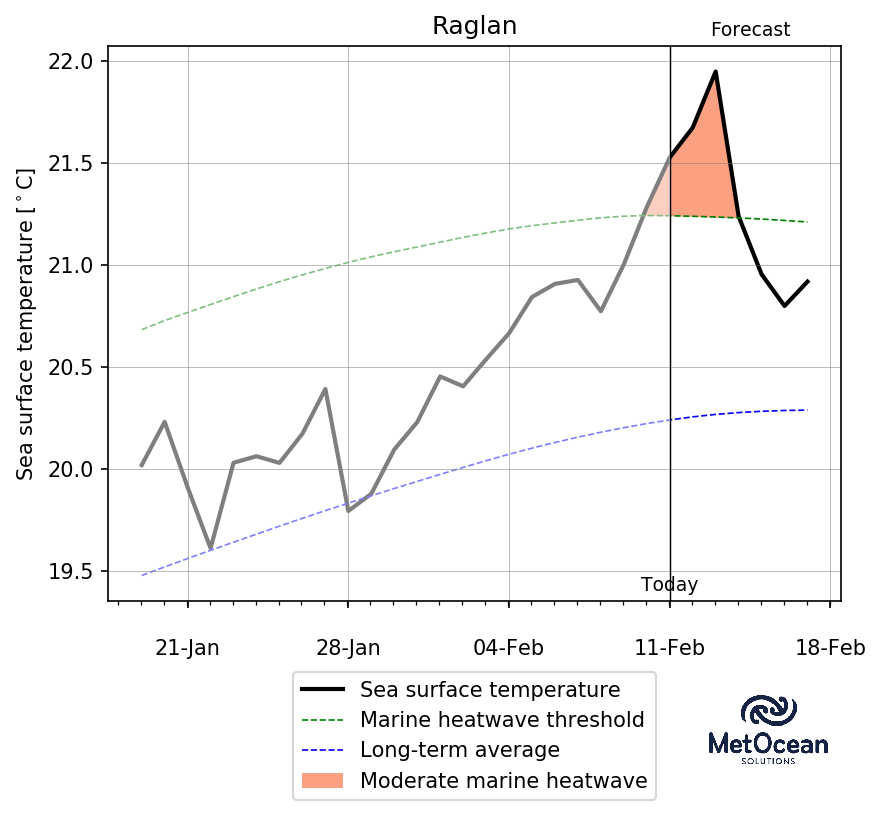 Raglan
Forecast
22.0
21.5
21.0
20.5
20.0
19.5
Sea surface temperature [°C]
Today
21-Jan
28-Jan
04-Feb
11-Feb
18-Feb
Sea surface temperature
Marine heatwave threshold
Long-term average
Moderate marine heatwave
MetOcean
SOLUTIONS